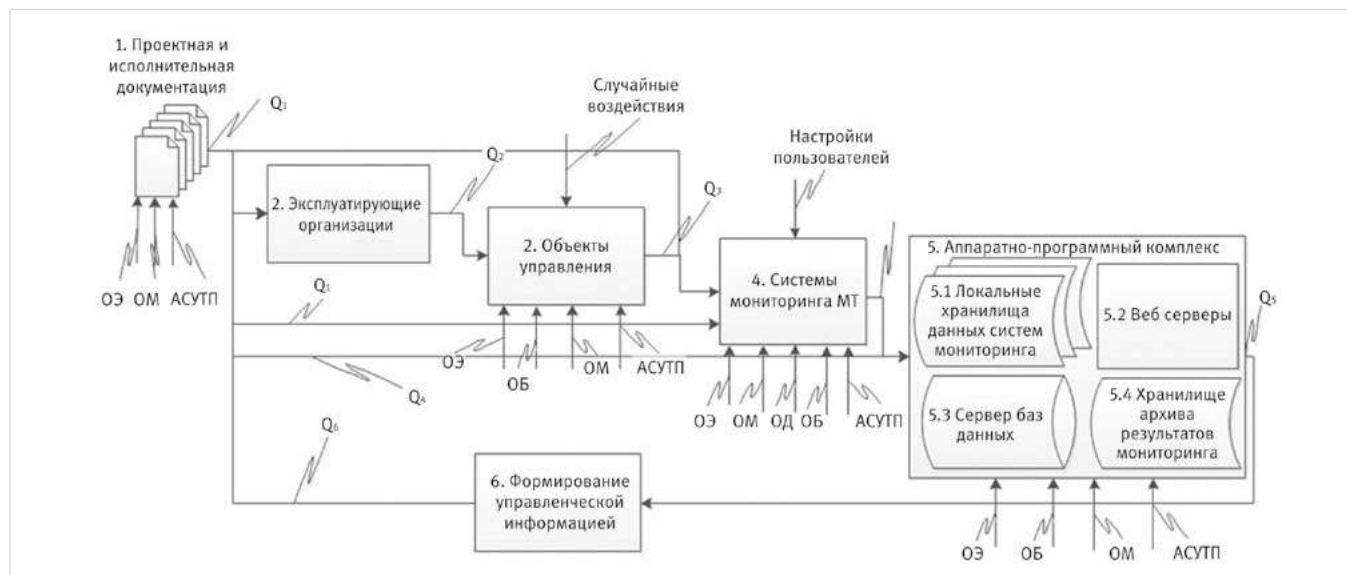 1. Проектная и
исполнительная
документация
Q₁
Случайные
воздействия
Настройки
пользователей
Q₂
Q₃
2. Эксплуатирующие
организации
2. Объекты
управления
4. Системы
мониторинга МТ
5. Аппаратно-программный комплекс
5.1 Локальные
хранилища
данных систем
мониторинга
5.2 Веб серверы
Q₅
ОЭ ОМ АСУТП
Q₁
ОЭ ОБ ОМ АСУТП
Q₄
ОЭ ОМ ОД ОБ АСУТП
5.3 Сервер баз
данных
5.4 Хранилище
архива
результатов
мониторинга
Q₆
6. Формирование
управленческой
информацией
ОЭ ОБ ОМ АСУТП